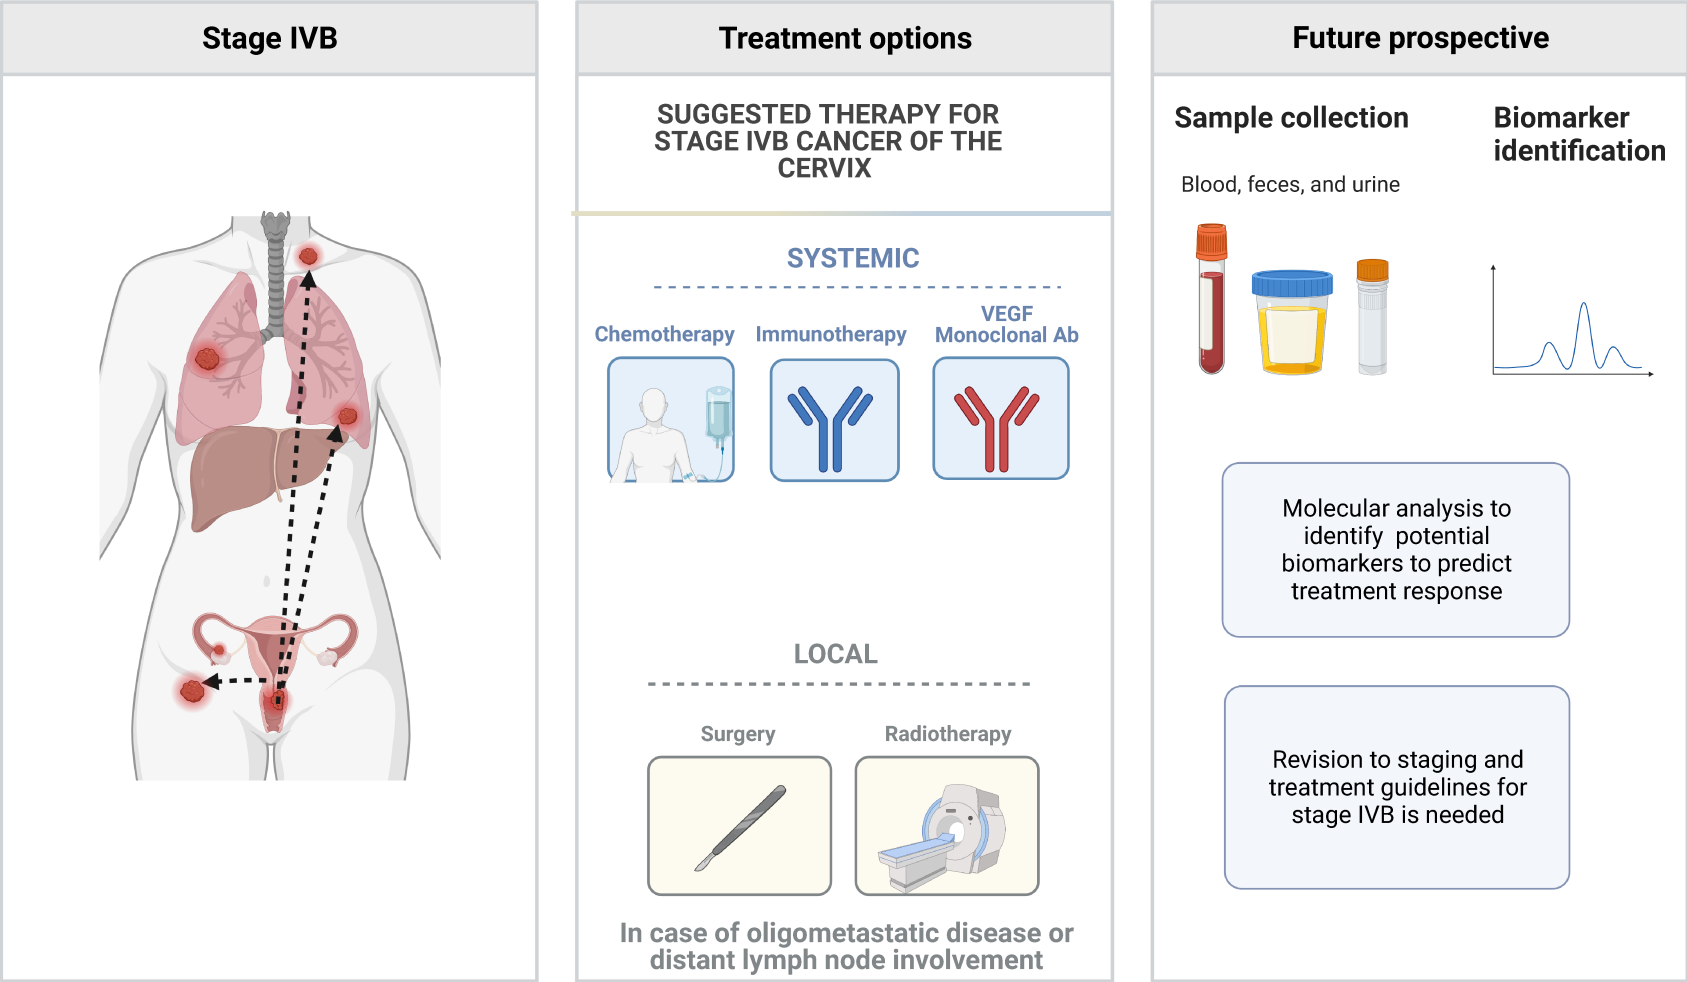 Stage IVB
Treatment options
SUGGESTED THERAPY FOR
STAGE IVB CANCER OF THE
CERVIX
SYSTEMIC
Chemotherapy
Immunotherapy
VEGF
Monoclonal Ab
LOCAL
Surgery
Radiotherapy
In case of oligometastatic disease or
distant lymph node involvement
Future prospective
Sample collection
Blood, feces, and urine
Biomarker
identification
Molecular analysis to
identify potential
biomarkers to predict
treatment response
Revision to staging and
treatment guidelines for
stage IVB is needed